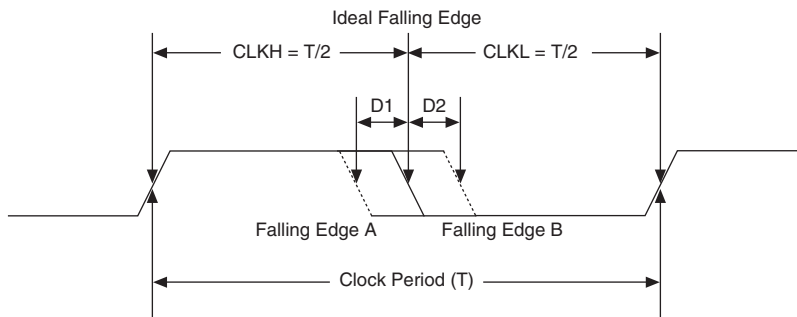 Ideal Falling Edge
CLKH = T/2
CLKL = T/2
D1
D2
Falling Edge A
Falling Edge B
Clock Period (T)